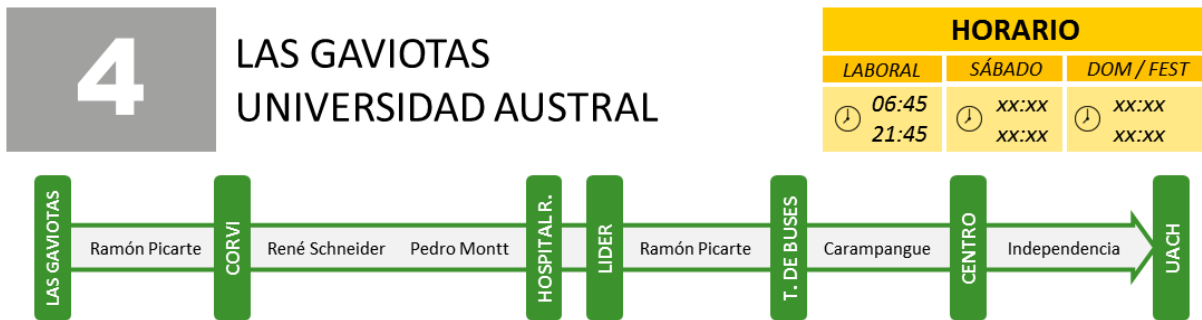 4
LAS GAVIOTAS
UNIVERSIDAD AUSTRAL
HORARIO
LABORAL SÁBADO DOM / FEST
06:45 xx:xx xx:xx
21:45 xx:xx xx:xx
LAS GAVIOTAS
Ramón Picarte
CORVI
René Schneider
Pedro Montt
HOSPITAL R.
LIDER
Ramón Picarte
T. DE BUSES
Carampangue
CENTRO
Independencia
UACH